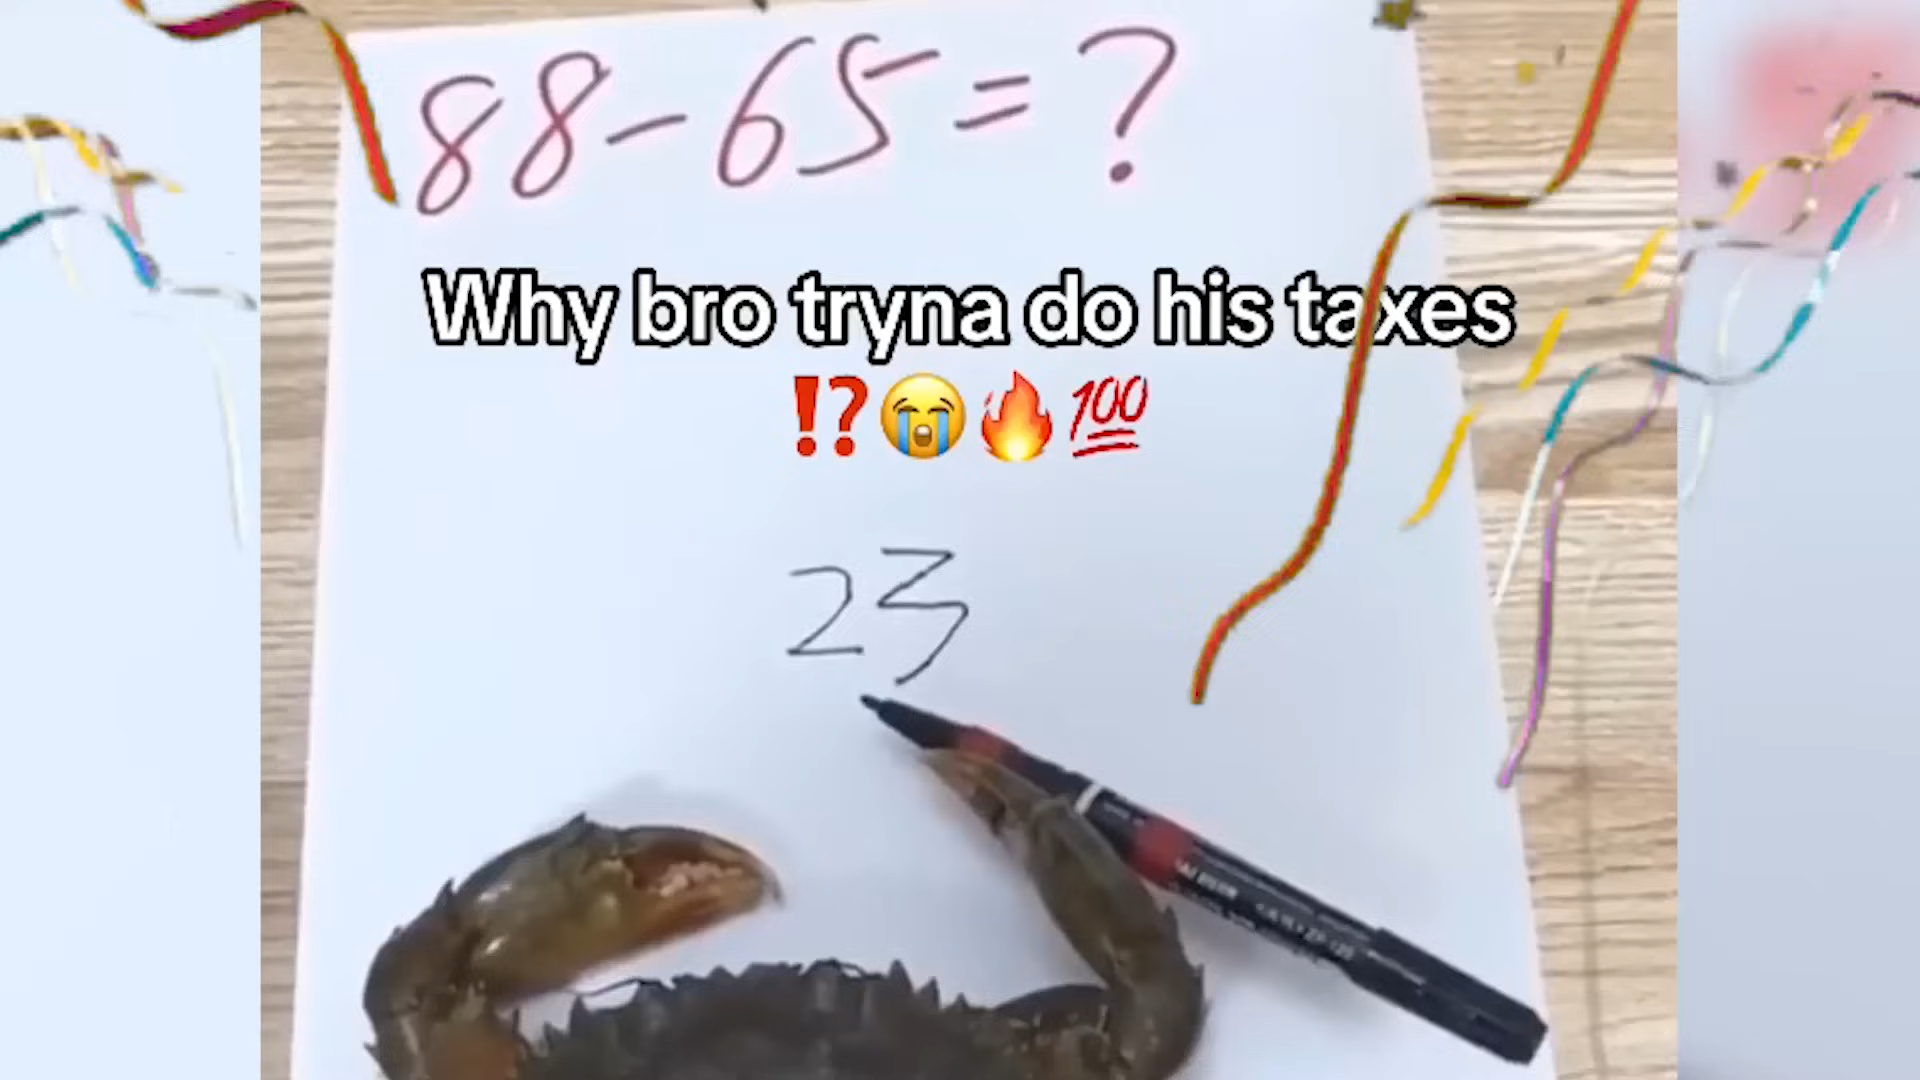 88-65=?
Why bro tryna do his taxes
⁉️😭🔥💯
23